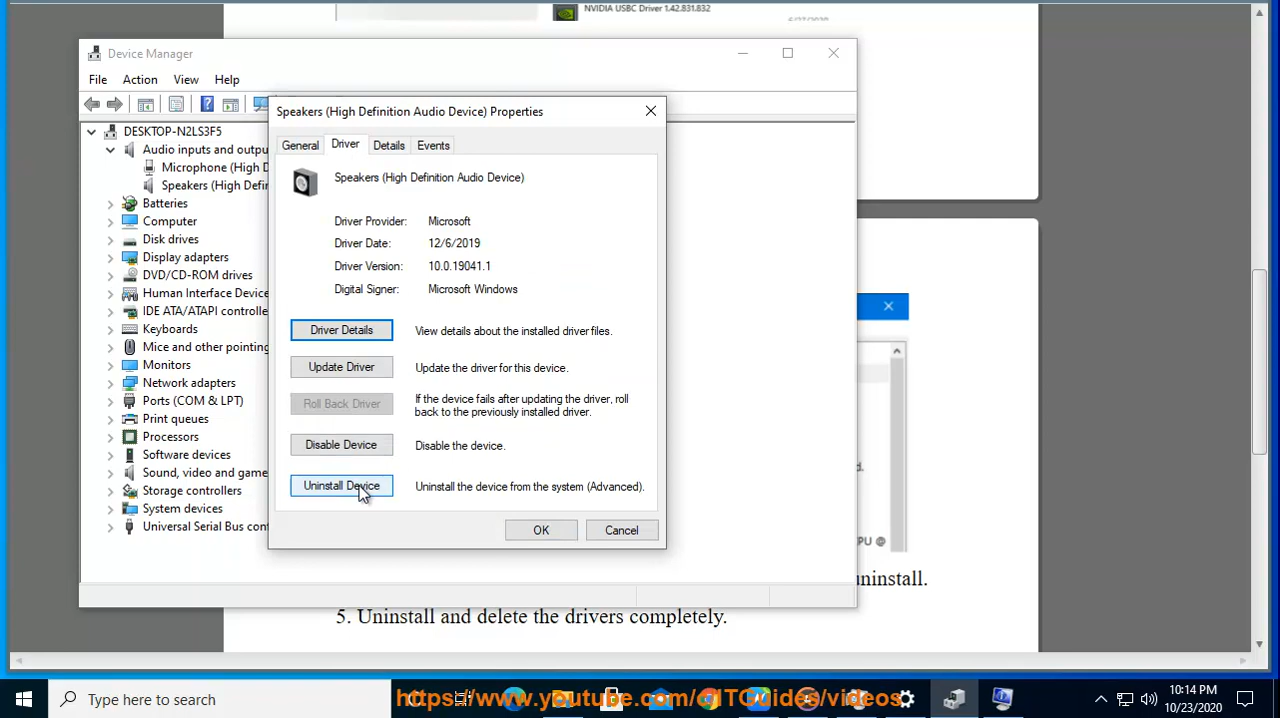 NVIDIA USBC Driver 1.42.831.832
Device Manager
File Action View Help
Speakers (High Definition Audio Device) Properties
General Driver Details Events
DESKTOP-N2LS3F5
Audio inputs and outpu
Microphone (High D
Speakers (High Defir
Batteries
Computer
Disk drives
Display adapters
DVD/CD-ROM drives
Human Interface Device
IDE ATA/ATAPI controlle
Keyboards
Mice and other pointing
Monitors
Network adapters
Ports (COM & LPT)
Print queues
Processors
Software devices
Sound, video and game
Storage controllers
System devices
Universal Serial Bus cont
Speakers (High Definition Audio Device)
Driver Provider: Microsoft
Driver Date: 12/6/2019
Driver Version: 10.0.19041.1
Digital Signer: Microsoft Windows
Driver Details View details about the installed driver files.
Update Driver Update the driver for this device.
Roll Back Driver If the device fails after updating the driver, roll
back to the previously installed driver.
Disable Device Disable the device.
Uninstall Device Uninstall the device from the system (Advanced).
OK Cancel
d.
PU @
uninstall.
5. Uninstall and delete the drivers completely.
Type here to search
https://www.youtube.com/c/ITGuides/videos
10:14 PM
10/23/2020